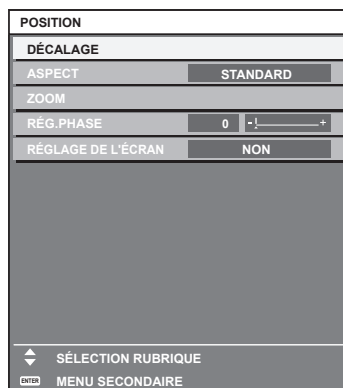 POSITION
DÉCALAGE
ASPECT STANDARD
ZOOM
RÉG.PHASE 0 - +
RÉGLAGE DE L'ÉCRAN NON
SÉLECTION RUBRIQUE
ENTER MENU SECONDAIRE